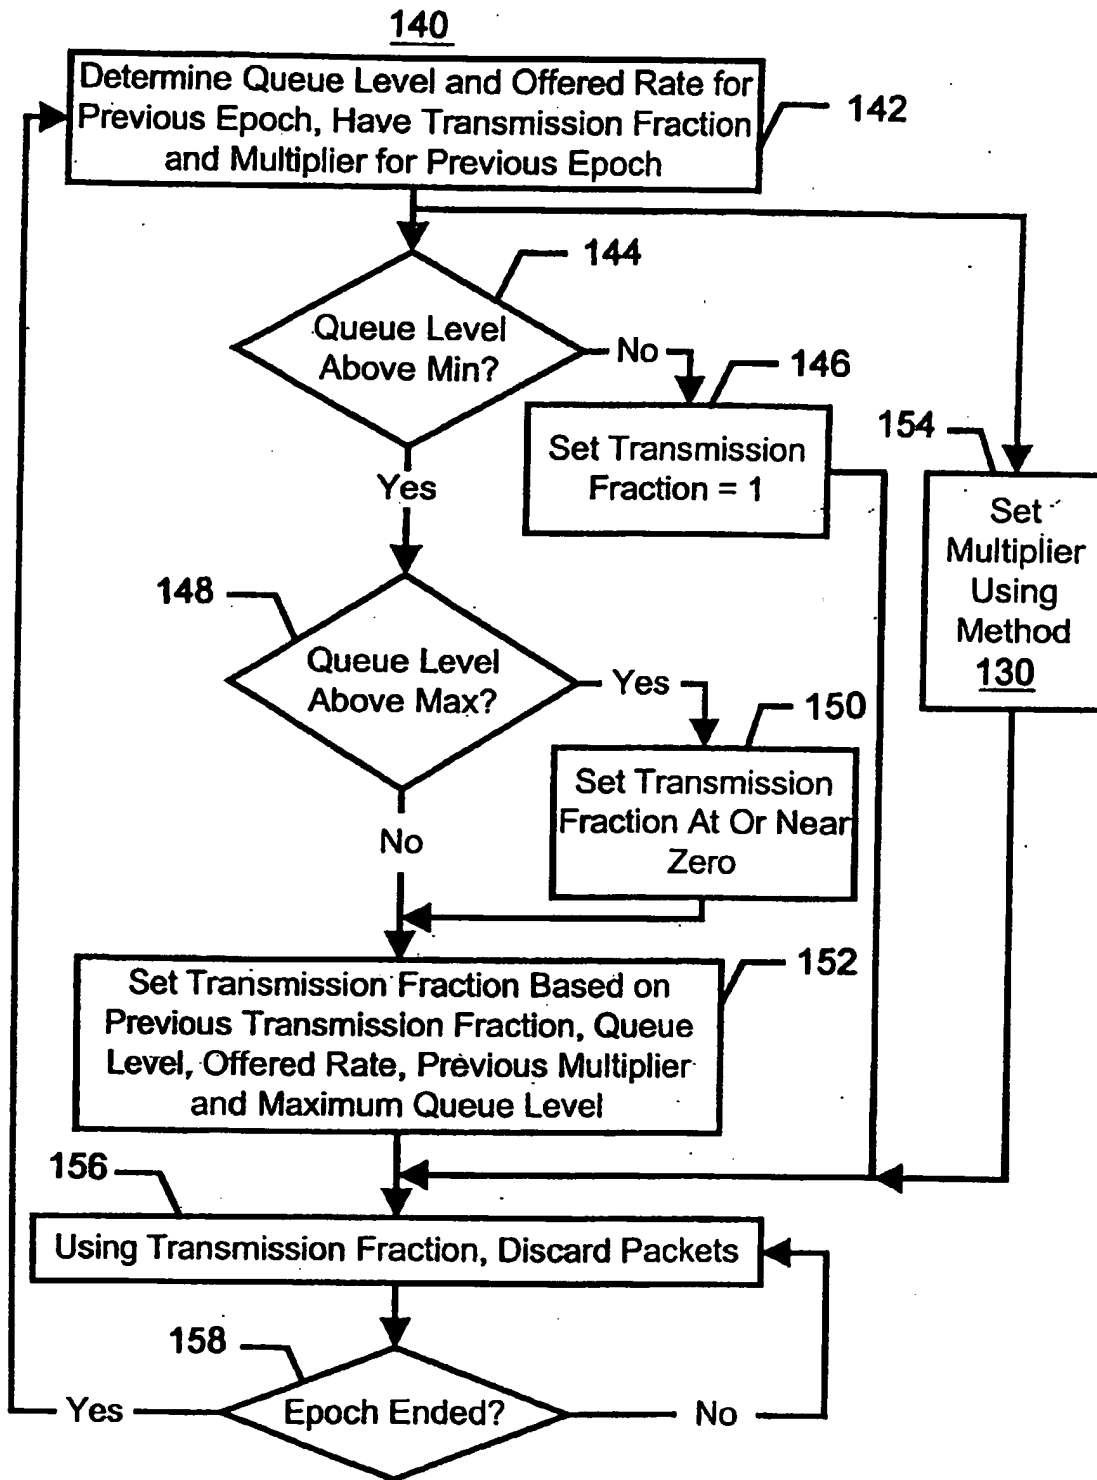 140
Determine Queue Level and Offered Rate for
Previous Epoch, Have Transmission Fraction
and Multiplier for Previous Epoch
142
144
Queue Level
Above Min?
No
146
Set Transmission
Fraction = 1
154
Set
Multiplier
Using
Method
130
Yes
148
Queue Level
Above Max?
Yes
150
Set Transmission
Fraction At Or Near
Zero
No
152
Set Transmission Fraction Based on
Previous Transmission Fraction, Queue
Level, Offered Rate, Previous Multiplier
and Maximum Queue Level
156
Using Transmission Fraction, Discard Packets
158
Epoch Ended?
Yes
No